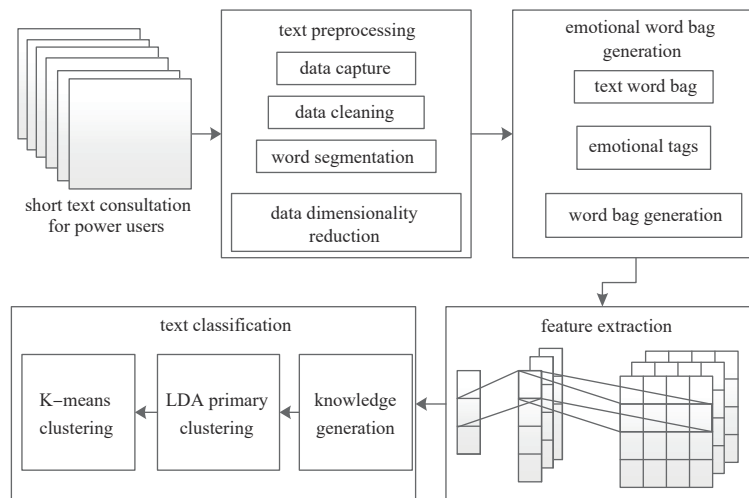 short text consultation
for power users
text preprocessing
data capture
data cleaning
word segmentation
data dimensionality
reduction
emotional word bag
generation
text word bag
emotional tags
word bag generation
feature extraction
text classification
K−means
clustering
LDA primary
clustering
knowledge
generation